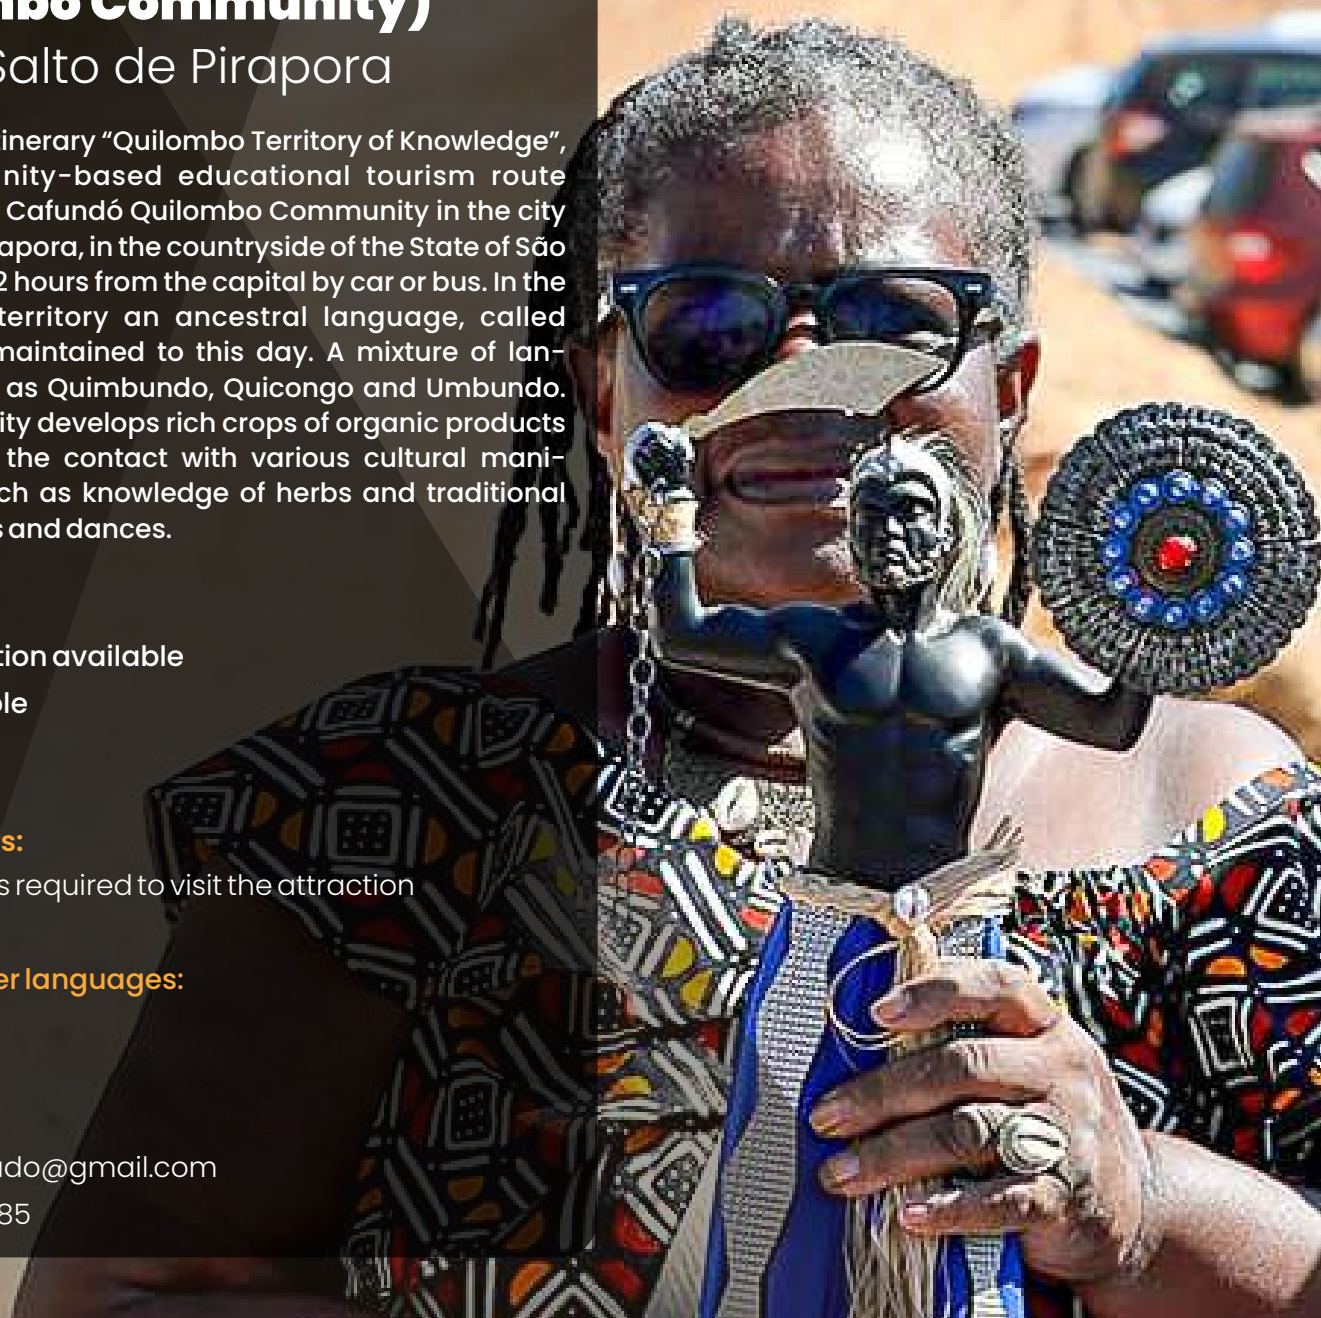 mbo Community)
Salto de Pirapora
tinerary “Quilombo Territory of Knowledge”,
nity-based educational tourism route
Cafundó Quilombo Community in the city
apora, in the countryside of the State of São
2 hours from the capital by car or bus. In the
territory an ancestral language, called
maintained to this day. A mixture of lan-
as Quimbundo, Quicongo and Umbundo.
ity develops rich crops of organic products
the contact with various cultural mani-
ch as knowledge of herbs and traditional
s and dances.
tion available
ole
s:
s required to visit the attraction
er languages:
ado@gmail.com
85